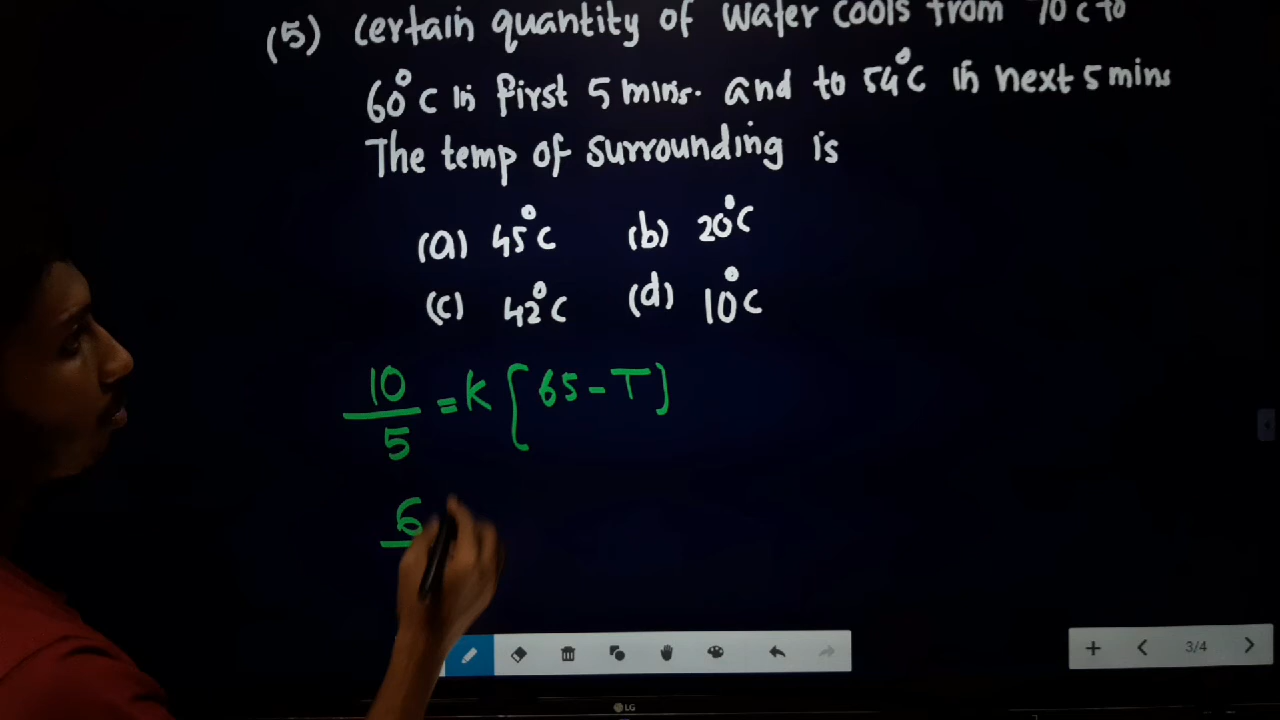 (5) certain quantity of water cools from 70°c to
60°c in first 5 mins. and to 54°c in next 5 mins
The temp of surrounding is
(a) 45°c (b) 20°c
(c) 42°c (d) 10°c
10
5
= K [65 - T]
6
3/4
LG